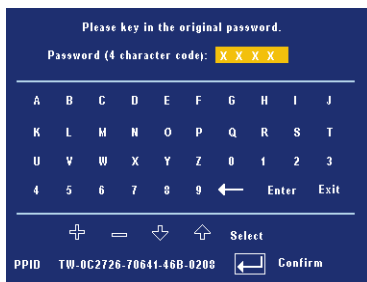 Please key in the original password.
Password (4 character code): X X X X
A B C D E F G H I J
K L M N O P Q R S T
U V W X Y Z 0 1 2 3
4 5 6 7 8 9 ← Enter Exit
Select
PPID TW-0C2726-70641-46B-0208 Confirm